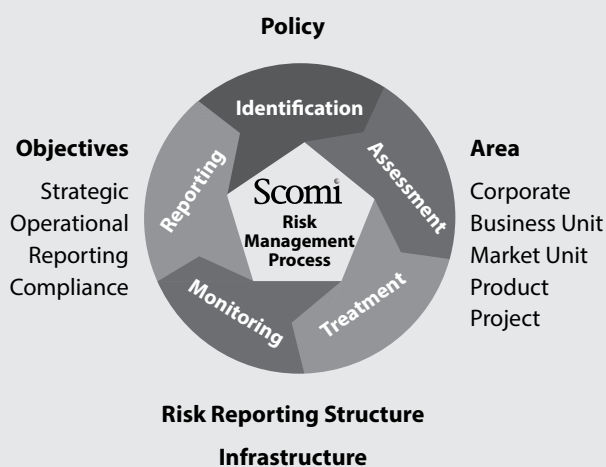 Policy
Identification
Assessment
Treatment
Monitoring
Reporting
Scomi
Risk
Management
Process
Objectives
Strategic
Operational
Reporting
Compliance
Area
Corporate
Business Unit
Market Unit
Product
Project
Risk Reporting Structure
Infrastructure